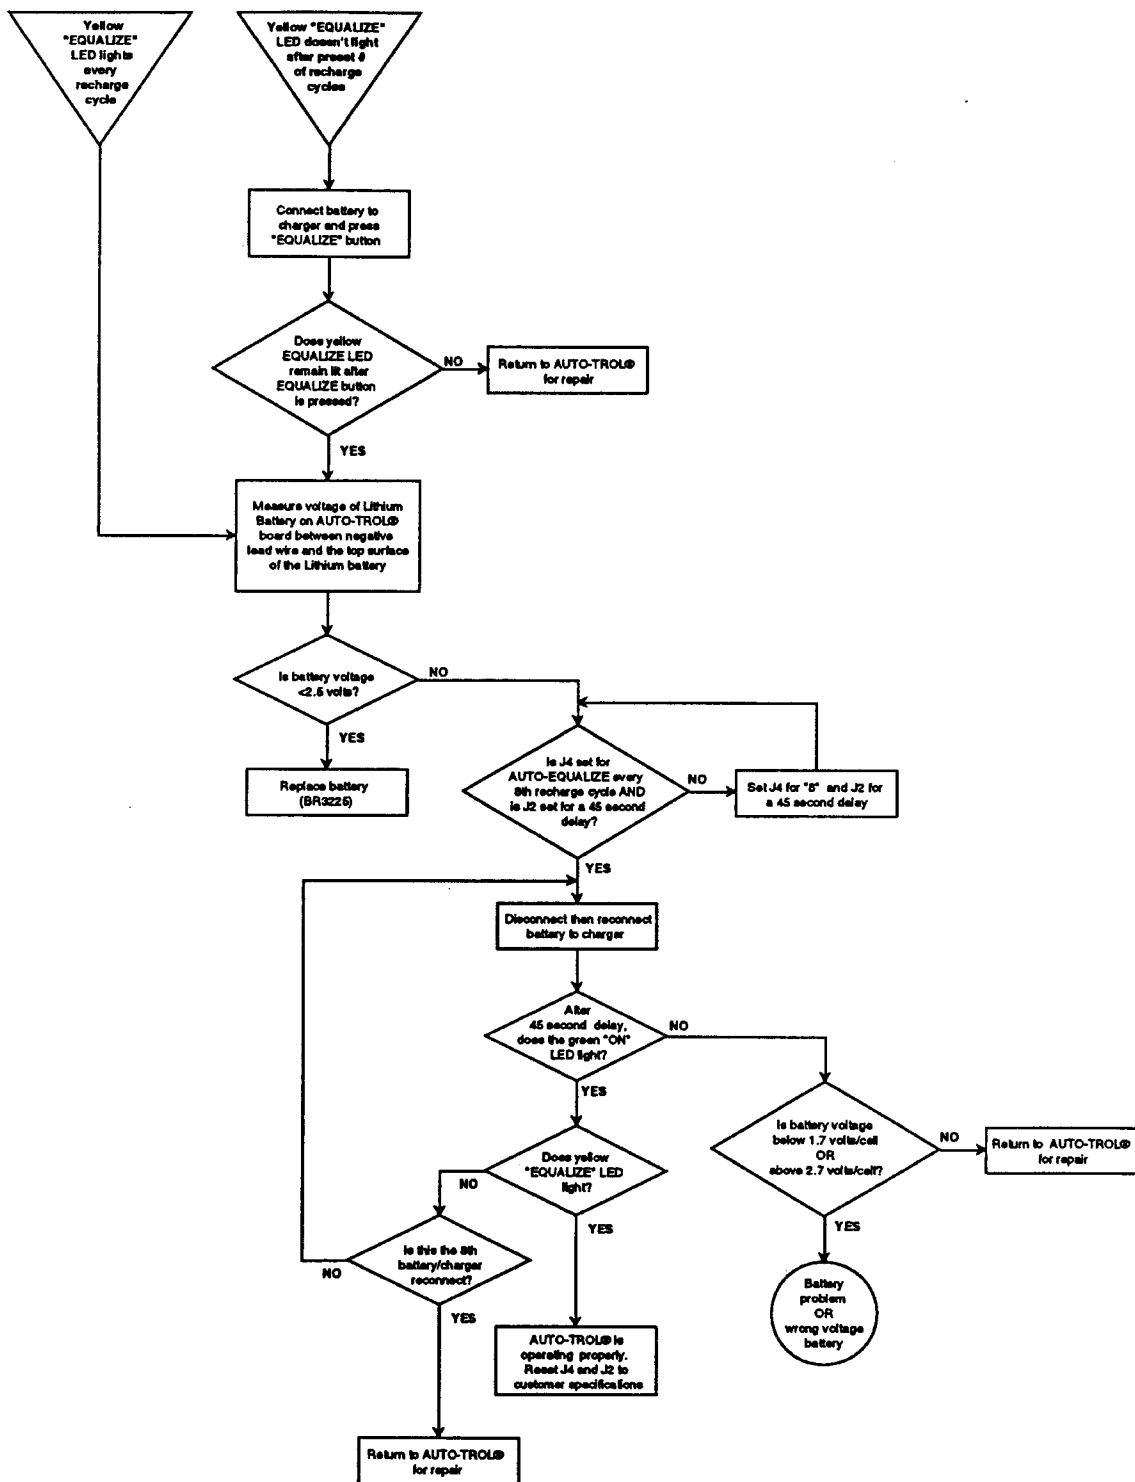 Yellow
"EQUALIZE"
LED lights
every
recharge
cycle
Yellow "EQUALIZE"
LED doesn't light
after preset #
of recharge
cycles
Connect battery to
charger and press
"EQUALIZE" button
Does yellow
EQUALIZE LED
remain lit after
EQUALIZE button
is pressed?
NO
Return to AUTO-TROL®
for repair
YES
Measure voltage of Lithium
Battery on AUTO-TROL®
board between negative
lead wire and the top surface
of the Lithium battery
Is battery voltage
<2.5 volts?
NO
YES
Replace battery
(BR3225)
Is J4 set for
AUTO-EQUALIZE every
8th recharge cycle AND
is J2 set for a 45 second
delay?
NO
Set J4 for "8" and J2 for
a 45 second delay
YES
Disconnect then reconnect
battery to charger
After
45 second delay,
does the green "ON"
LED light?
NO
YES
Is battery voltage
below 1.7 volts/cell
OR
above 2.7 volts/cell?
NO
Return to AUTO-TROL®
for repair
YES
Battery
problem
OR
wrong voltage
battery
Does yellow
"EQUALIZE" LED
light?
NO
YES
Is this the 8th
battery/charger
reconnect?
NO
YES
AUTO-TROL® is
operating properly.
Reset J4 and J2 to
customer specifications
Return to AUTO-TROL®
for repair